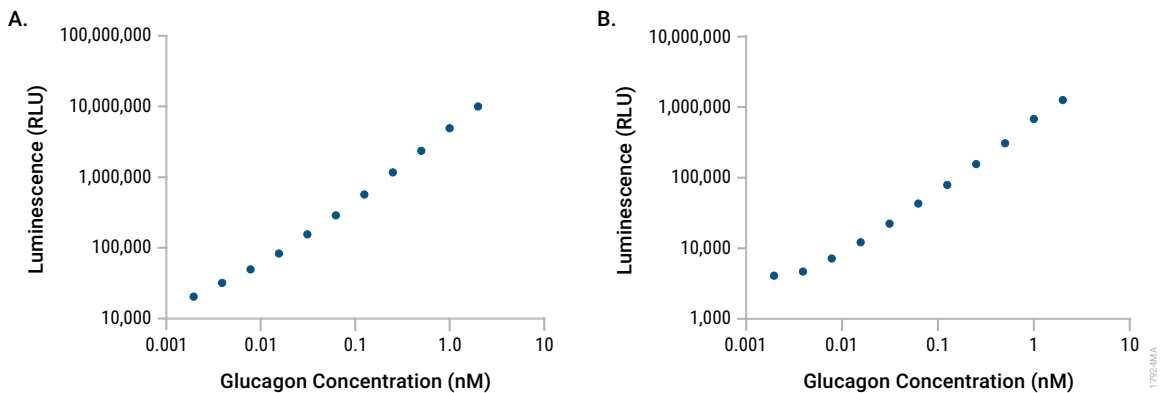 A.
100,000,000
10,000,000
1,000,000
100,000
10,000
Luminescence (RLU)
0.001 0.01 0.1 1.0 10
Glucagon Concentration (nM)
B.
10,000,000
1,000,000
100,000
10,000
1,000
Luminescence (RLU)
0.001 0.01 0.1 1 10
Glucagon Concentration (nM)
17924MA